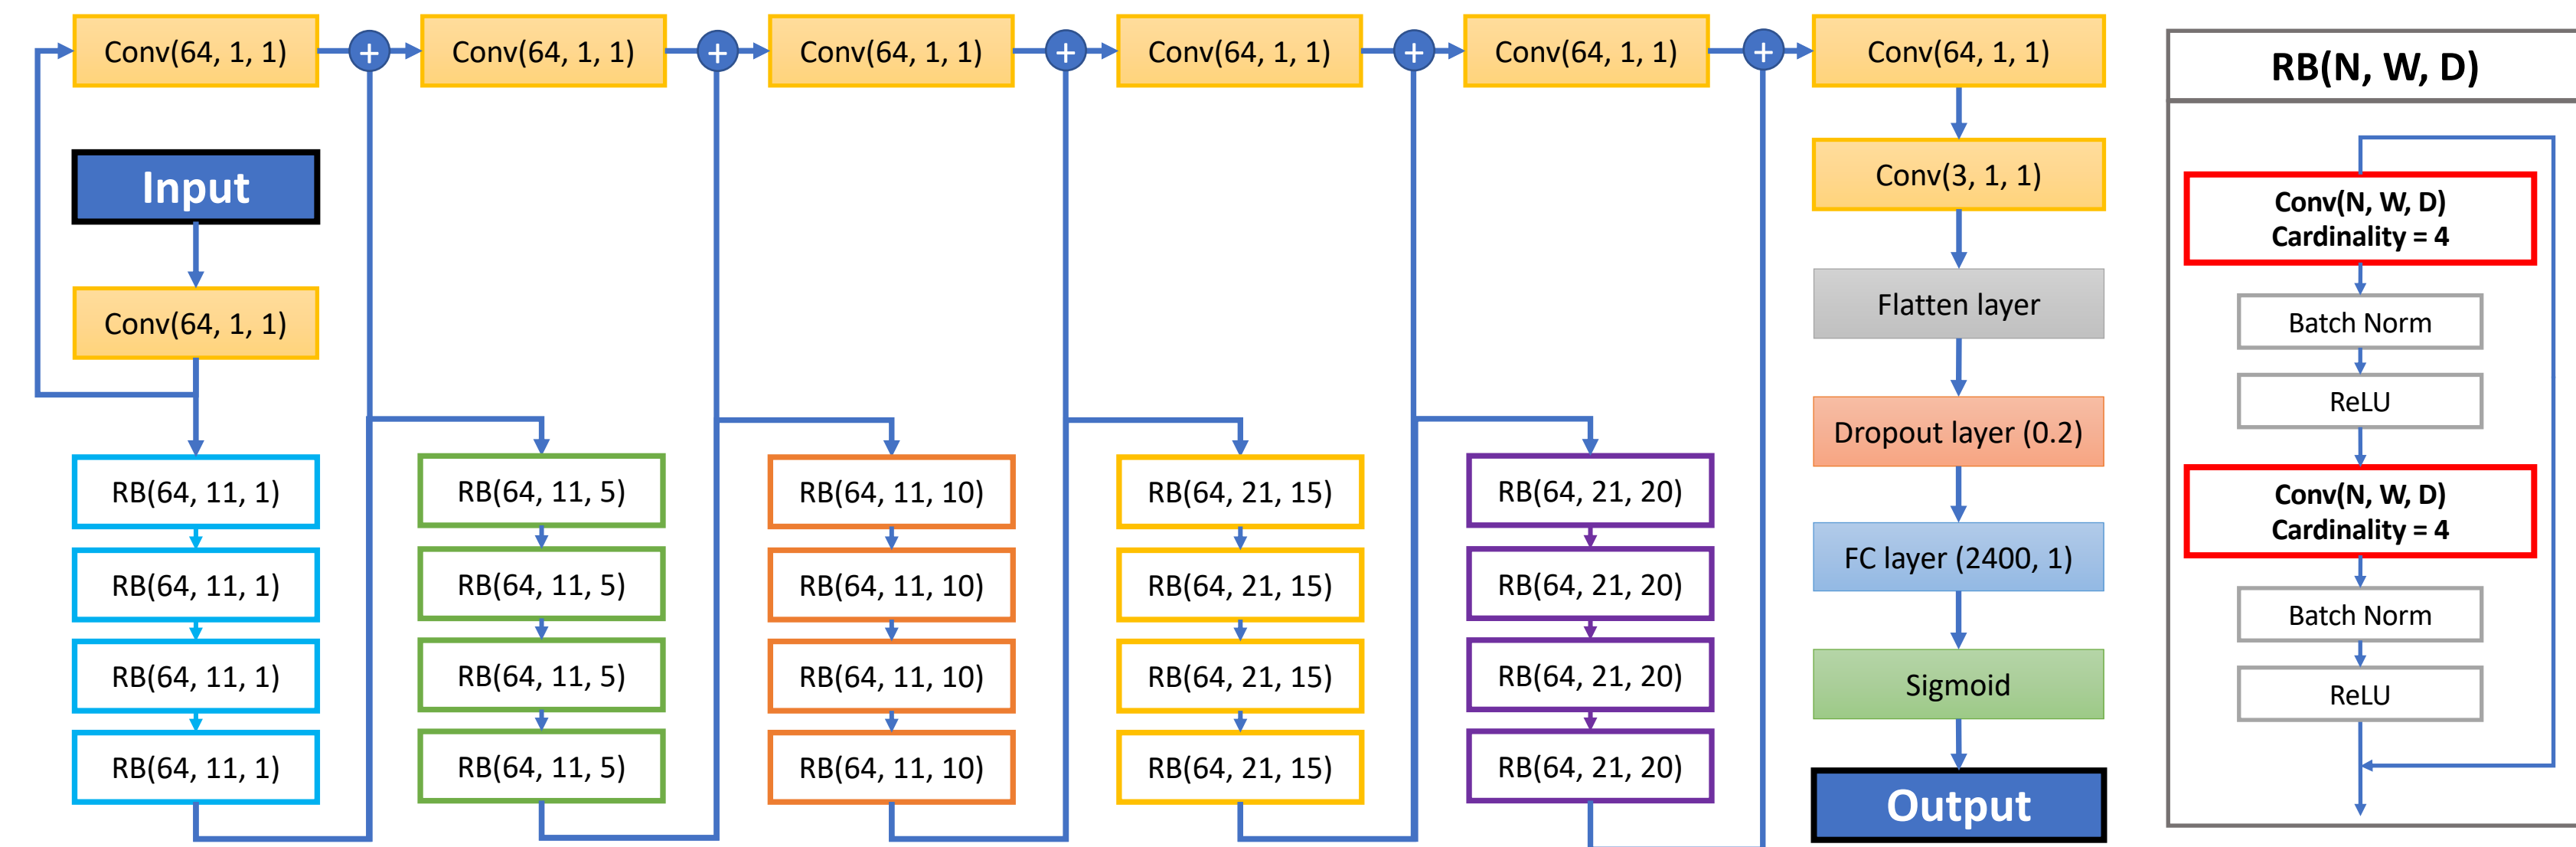 Conv(64, 1, 1)
+
Conv(64, 1, 1)
+
Conv(64, 1, 1)
+
Conv(64, 1, 1)
+
Conv(64, 1, 1)
+
Conv(64, 1, 1)
Input
Conv(64, 1, 1)
RB(64, 11, 1)
RB(64, 11, 1)
RB(64, 11, 1)
RB(64, 11, 1)
RB(64, 11, 5)
RB(64, 11, 5)
RB(64, 11, 5)
RB(64, 11, 5)
RB(64, 11, 10)
RB(64, 11, 10)
RB(64, 11, 10)
RB(64, 11, 10)
RB(64, 21, 15)
RB(64, 21, 15)
RB(64, 21, 15)
RB(64, 21, 15)
RB(64, 21, 20)
RB(64, 21, 20)
RB(64, 21, 20)
RB(64, 21, 20)
Conv(3, 1, 1)
Flatten layer
Dropout layer (0.2)
FC layer (2400, 1)
Sigmoid
Output
RB(N, W, D)
Conv(N, W, D)
Cardinality = 4
Batch Norm
ReLU
Conv(N, W, D)
Cardinality = 4
Batch Norm
ReLU